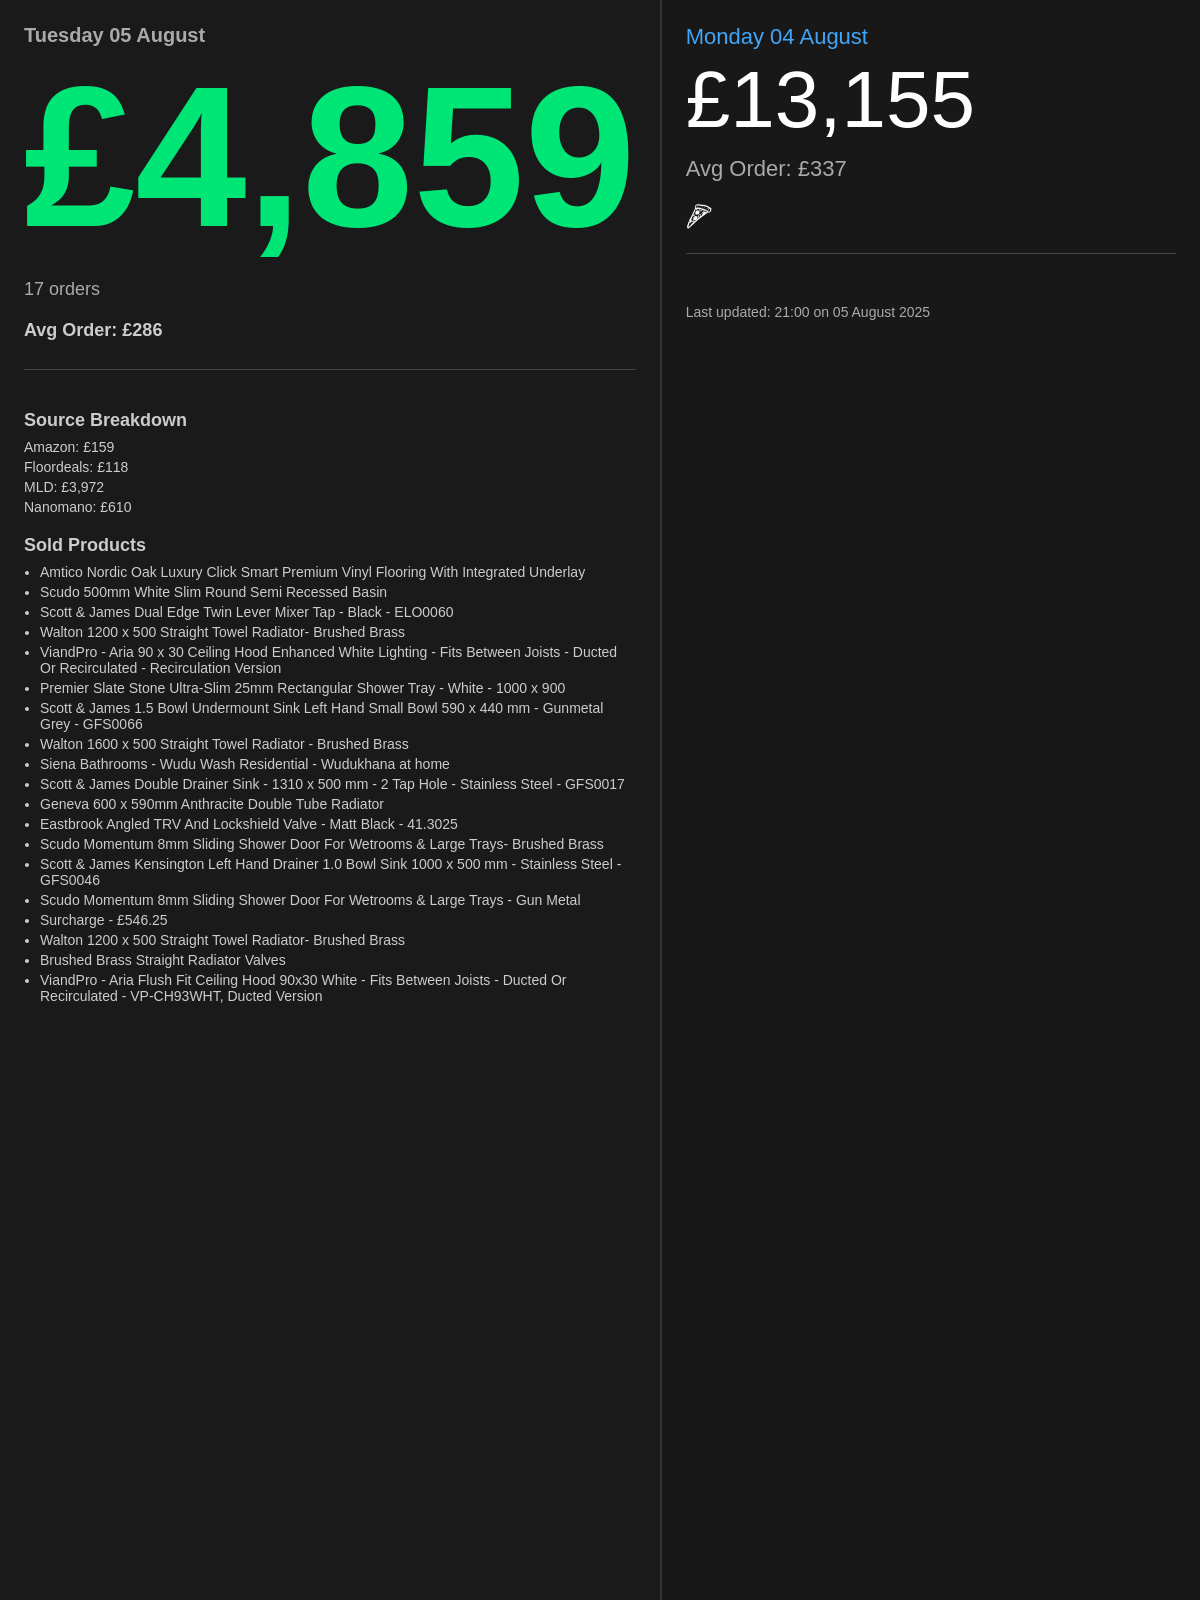 Tuesday 05 August
£4,859
17 orders
Avg Order: £286
Source Breakdown
Amazon: £159
Floordeals: £118
MLD: £3,972
Nanomano: £610
Sold Products
• Amtico Nordic Oak Luxury Click Smart Premium Vinyl Flooring With Integrated Underlay
• Scudo 500mm White Slim Round Semi Recessed Basin
• Scott & James Dual Edge Twin Lever Mixer Tap - Black - ELO0060
• Walton 1200 x 500 Straight Towel Radiator- Brushed Brass
• ViandPro - Aria 90 x 30 Ceiling Hood Enhanced White Lighting - Fits Between Joists - Ducted
Or Recirculated - Recirculation Version
• Premier Slate Stone Ultra-Slim 25mm Rectangular Shower Tray - White - 1000 x 900
• Scott & James 1.5 Bowl Undermount Sink Left Hand Small Bowl 590 x 440 mm - Gunmetal
Grey - GFS0066
• Walton 1600 x 500 Straight Towel Radiator - Brushed Brass
• Siena Bathrooms - Wudu Wash Residential - Wudukhana at home
• Scott & James Double Drainer Sink - 1310 x 500 mm - 2 Tap Hole - Stainless Steel - GFS0017
• Geneva 600 x 590mm Anthracite Double Tube Radiator
• Eastbrook Angled TRV And Lockshield Valve - Matt Black - 41.3025
• Scudo Momentum 8mm Sliding Shower Door For Wetrooms & Large Trays- Brushed Brass
• Scott & James Kensington Left Hand Drainer 1.0 Bowl Sink 1000 x 500 mm - Stainless Steel -
GFS0046
• Scudo Momentum 8mm Sliding Shower Door For Wetrooms & Large Trays - Gun Metal
• Surcharge - £546.25
• Walton 1200 x 500 Straight Towel Radiator- Brushed Brass
• Brushed Brass Straight Radiator Valves
• ViandPro - Aria Flush Fit Ceiling Hood 90x30 White - Fits Between Joists - Ducted Or
Recirculated - VP-CH93WHT, Ducted Version
Monday 04 August
£13,155
Avg Order: £337
Last updated: 21:00 on 05 August 2025